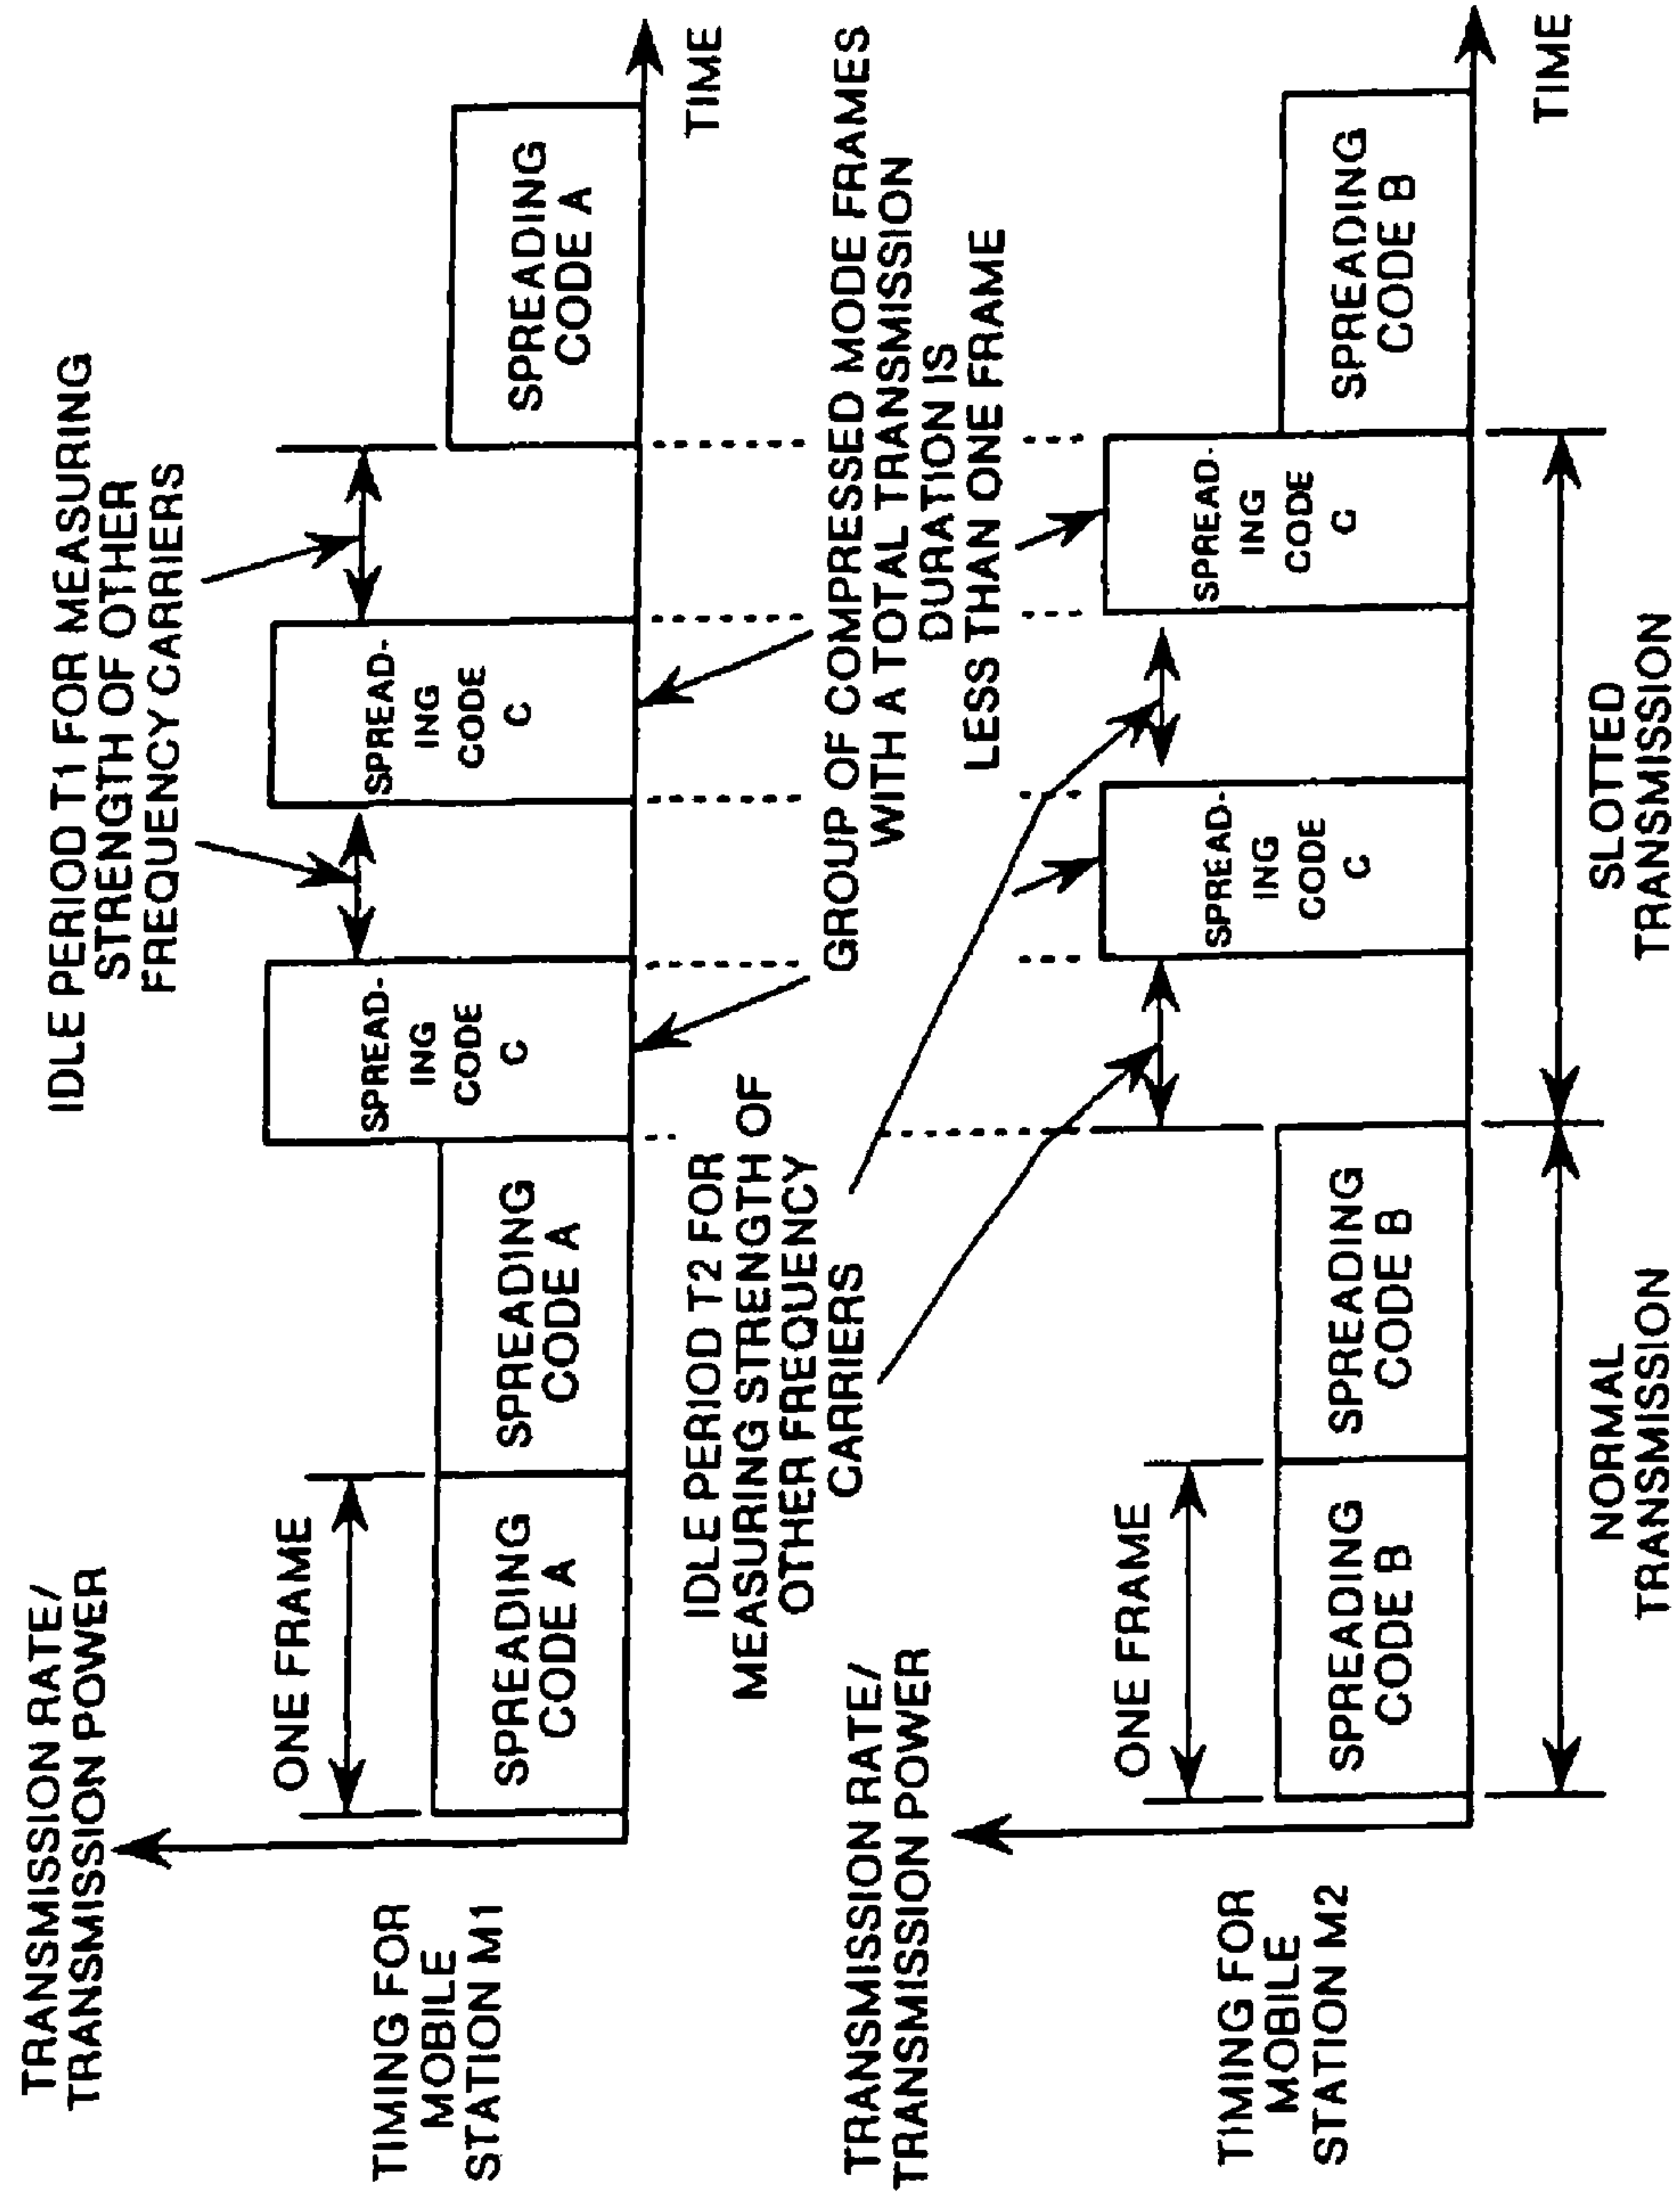 TRANSMISSION RATE/
TRANSMISSION POWER
TIMING FOR
MOBILE
STATION M1
ONE FRAME
SPREADING
CODE A
SPREADING
CODE A
SPREAD-
ING
CODE
C
SPREAD-
ING
CODE
C
SPREADING
CODE A
TIME
IDLE PERIOD T1 FOR MEASURING
STRENGTH OF OTHER
FREQUENCY CARRIERS
IDLE PERIOD T2 FOR
MEASURING STRENGTH OF
OTHER FREQUENCY
CARRIERS
GROUP OF COMPRESSED MODE FRAMES
WITH A TOTAL TRANSMISSION
DURATION IS
LESS THAN ONE FRAME
TRANSMISSION RATE/
TRANSMISSION POWER
TIMING FOR
MOBILE
STATION M2
ONE FRAME
SPREADING
CODE B
SPREADING
CODE B
SPREAD-
ING
CODE
C
SPREAD-
ING
CODE
C
SPREADING
CODE B
TIME
NORMAL
TRANSMISSION
SLOTTED
TRANSMISSION